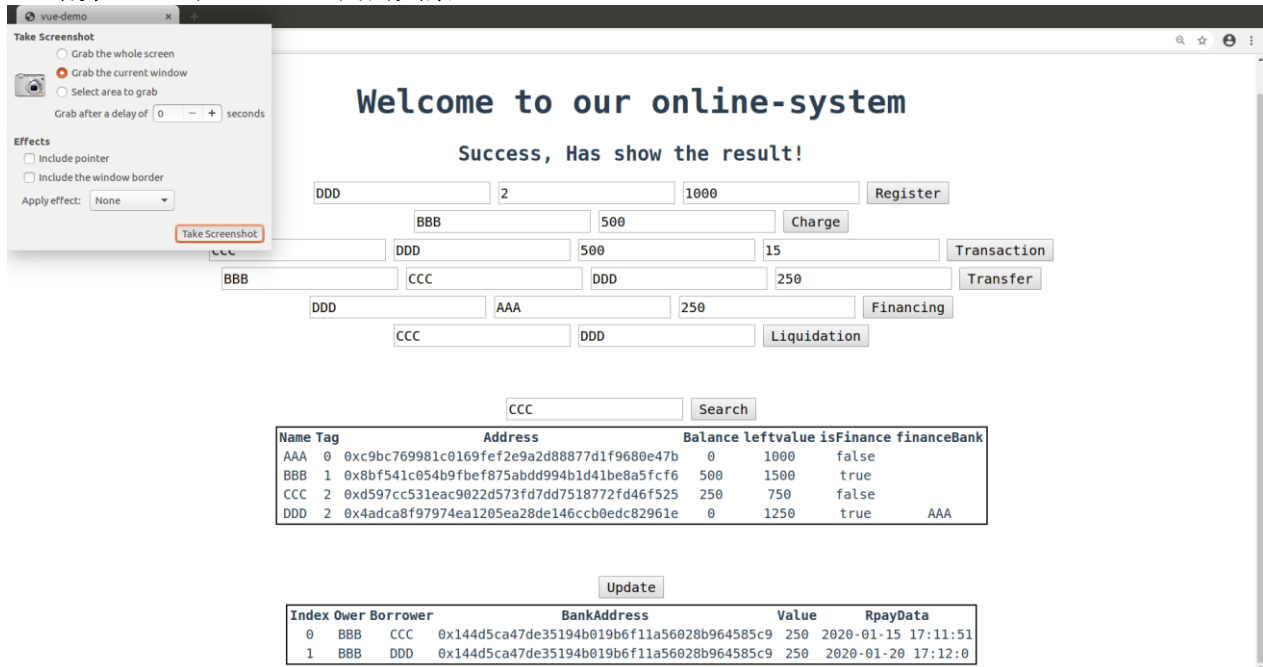 vue-demo
Take Screenshot
Grab the whole screen
Grab the current window
Select area to grab
Grab after a delay of 0 − + seconds
Effects
Include pointer
Include the window border
Apply effect: None
Take Screenshot
Welcome to our online-system
Success, Has show the result!
DDD 2 1000 Register
BBB 500 Charge
CCC DDD 500 15 Transaction
BBB CCC DDD 250 Transfer
DDD AAA 250 Financing
CCC DDD Liquidation
CCC Search
Name Tag Address Balance leftvalue isFinance financeBank
AAA 0 0xc9bc769981c0169fef2e9a2d88877d1f9680e47b 0 1000 false
BBB 1 0x8bf541c054b9fbef875abdd994b1d41be8a5fcf6 500 1500 true
CCC 2 0xd597cc531eac9022d573fd7dd7518772fd46f525 250 750 false
DDD 2 0x4adca8f97974ea1205ea28de146ccb0edc82961e 0 1250 true AAA
Update
Index Ower Borrower BankAddress Value RpayData
0 BBB CCC 0x144d5ca47de35194b019b6f11a56028b964585c9 250 2020-01-15 17:11:51
1 BBB DDD 0x144d5ca47de35194b019b6f11a56028b964585c9 250 2020-01-20 17:12:0